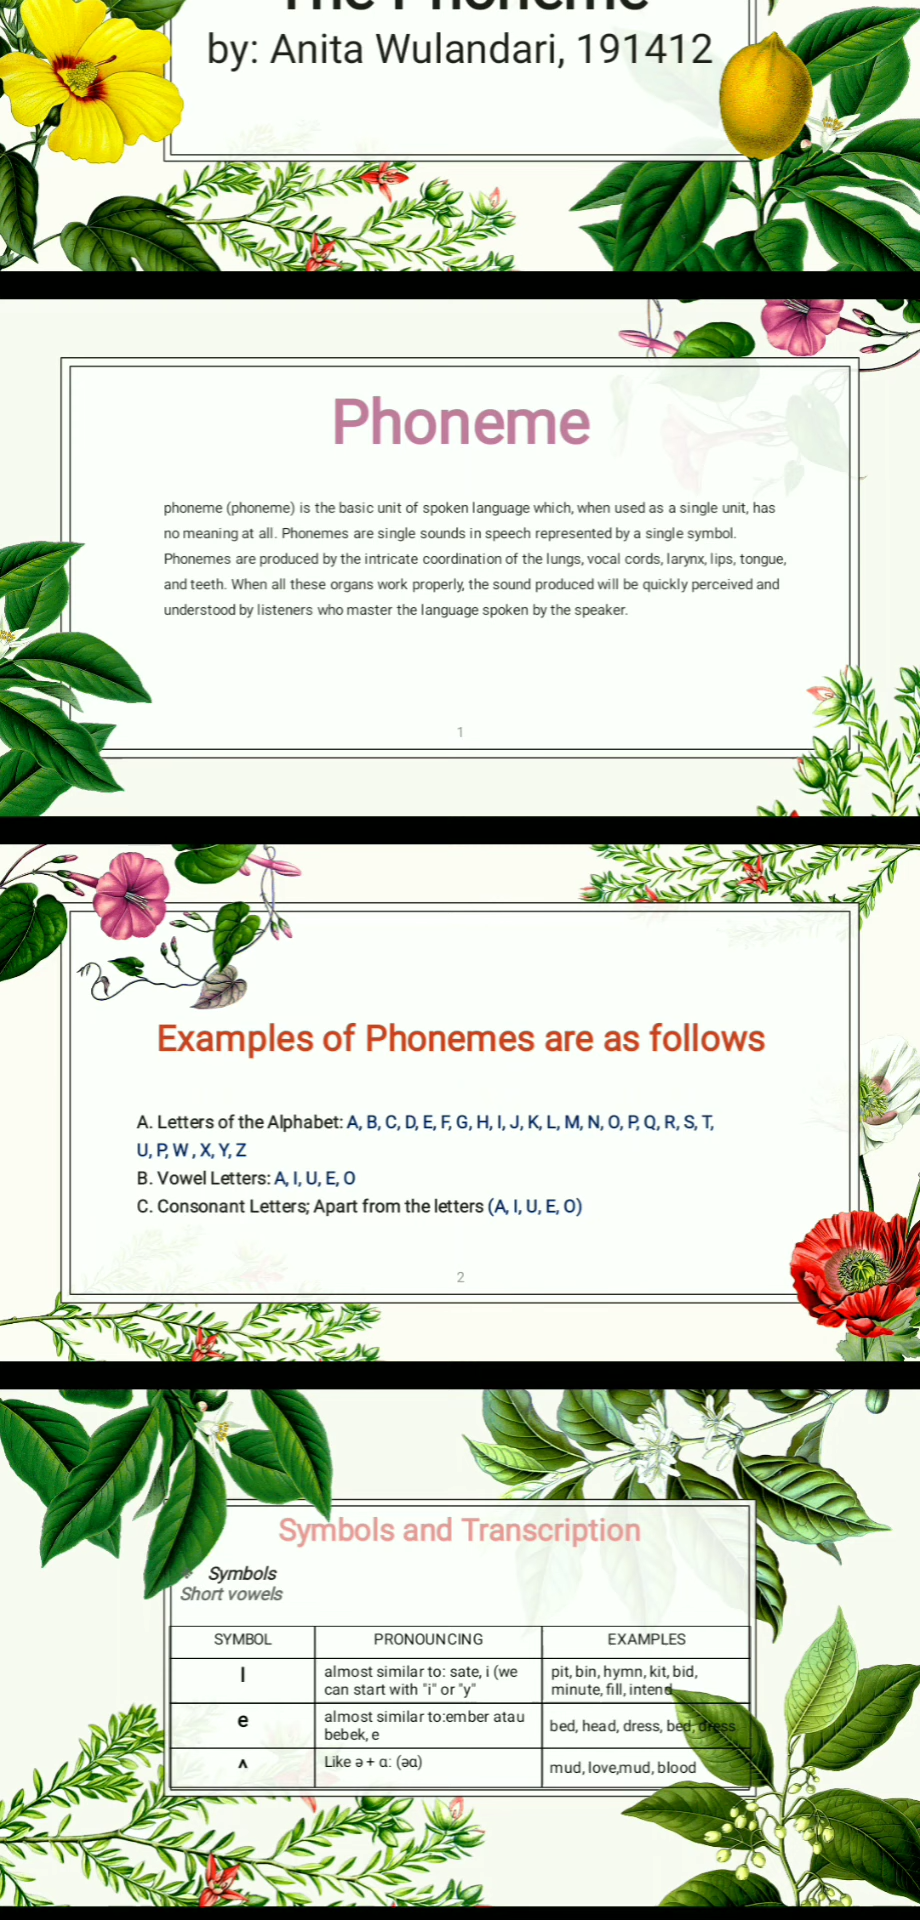 The Phoneme
by: Anita Wulandari, 191412
Phoneme
phoneme (phoneme) is the basic unit of spoken language which, when used as a single unit, has
no meaning at all. Phonemes are single sounds in speech represented by a single symbol.
Phonemes are produced by the intricate coordination of the lungs, vocal cords, larynx, lips, tongue,
and teeth. When all these organs work properly, the sound produced will be quickly perceived and
understood by listeners who master the language spoken by the speaker.
1
Examples of Phonemes are as follows
A. Letters of the Alphabet: A, B, C, D, E, F, G, H, I, J, K, L, M, N, O, P, Q, R, S, T,
U, P, W , X, Y, Z
B. Vowel Letters: A, I, U, E, O
C. Consonant Letters; Apart from the letters (A, I, U, E, O)
2
Symbols and Transcription
Symbols
Short vowels
SYMBOL PRONOUNCING EXAMPLES
I
almost similar to: sate, i (we
can start with "i" or "y"
pit, bin, hymn, kit, bid,
minute, fill, intend
e
almost similar to:ember atau
bebek, e
bed, head, dress, bed, dress
^
Like ə + ɑ: (əɑ)
mud, love,mud, blood